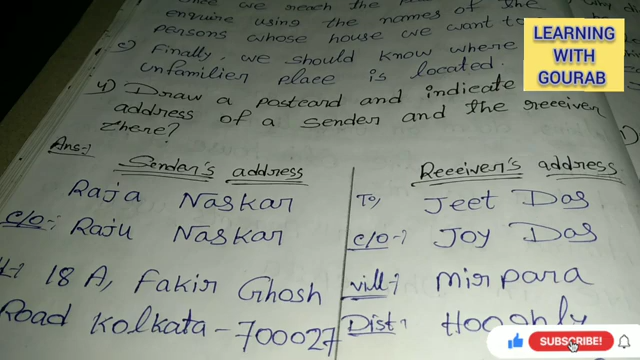 enquire using the names of the
persons whose house we want to
c) Finally, we should know where
unfamilier place is located.
4) Draw a postcard and indicate
address of a sender and the receiver
there?
Ans:-
Sender's address
Raja Naskar
c/o-: Raju Naskar
18 A, Fakir Ghosh
Road Kolkata - 700027
Receiver's address
To, Jeet Das
c/o-: Joy Das
vill-: Mirpara
Dist: Hooghly
LEARNING
WITH
GOURAB
SUBSCRIBE!